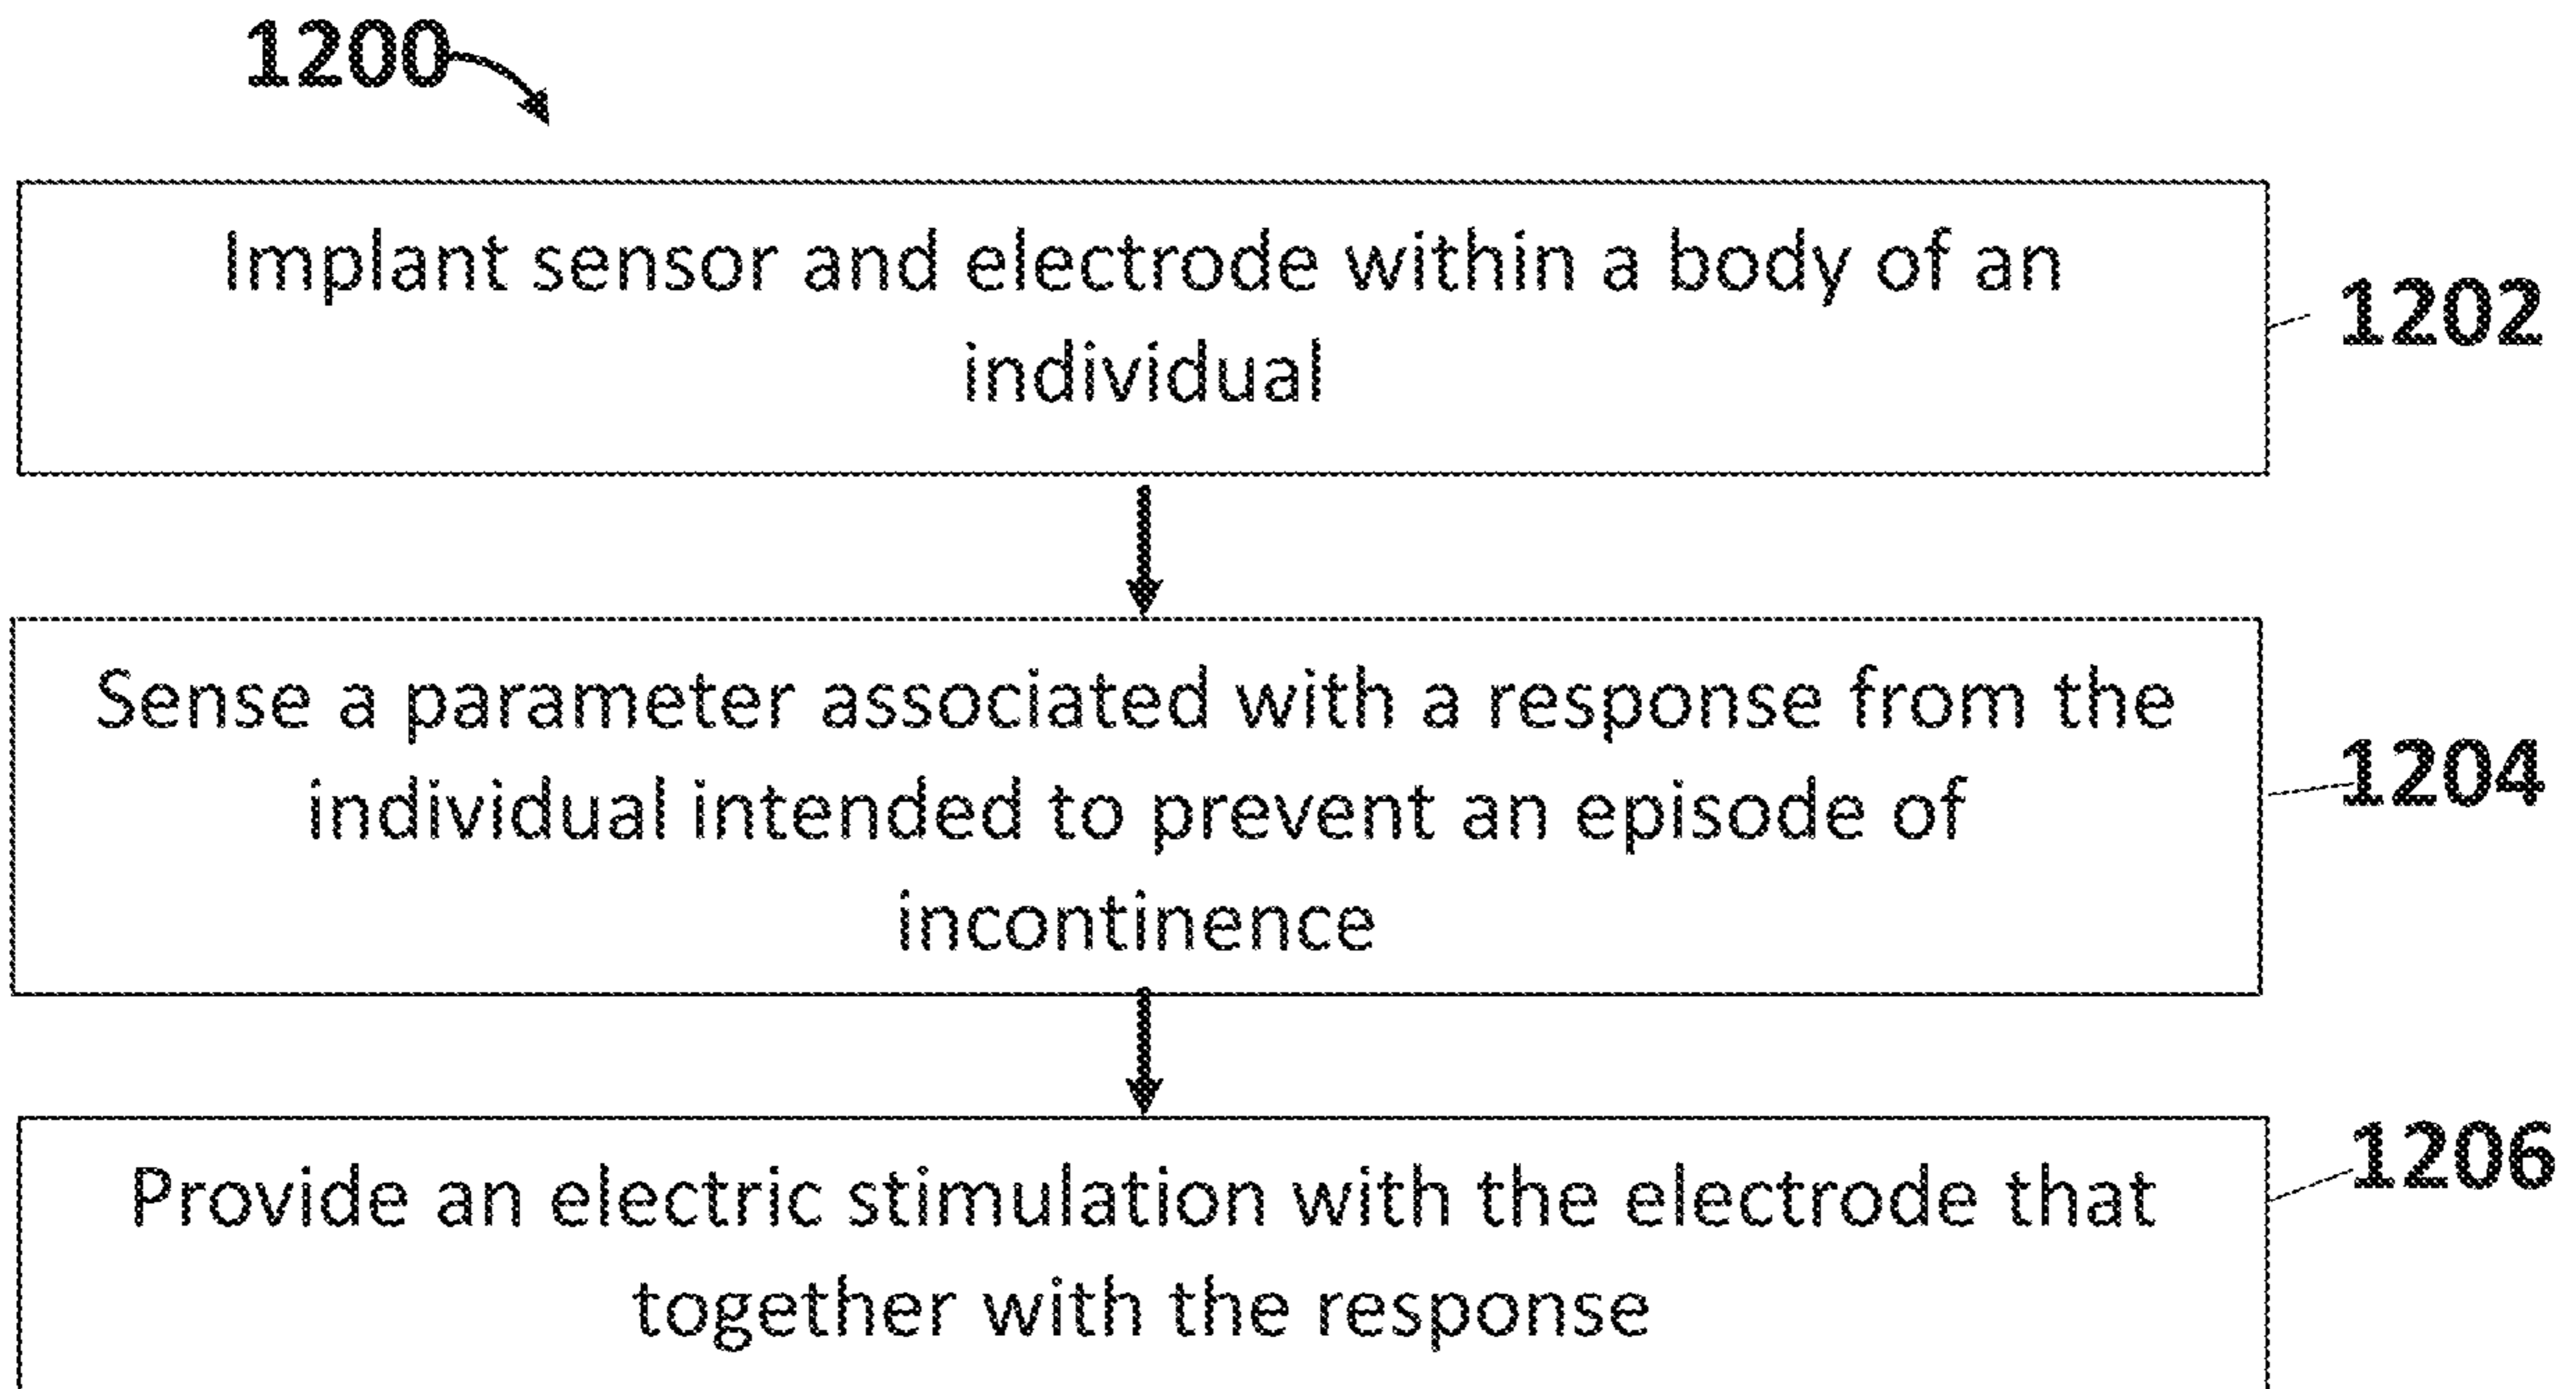 1200
Implant sensor and electrode within a body of an
individual
1202
Sense a parameter associated with a response from the
individual intended to prevent an episode of
incontinence
1204
Provide an electric stimulation with the electrode that
together with the response
1206